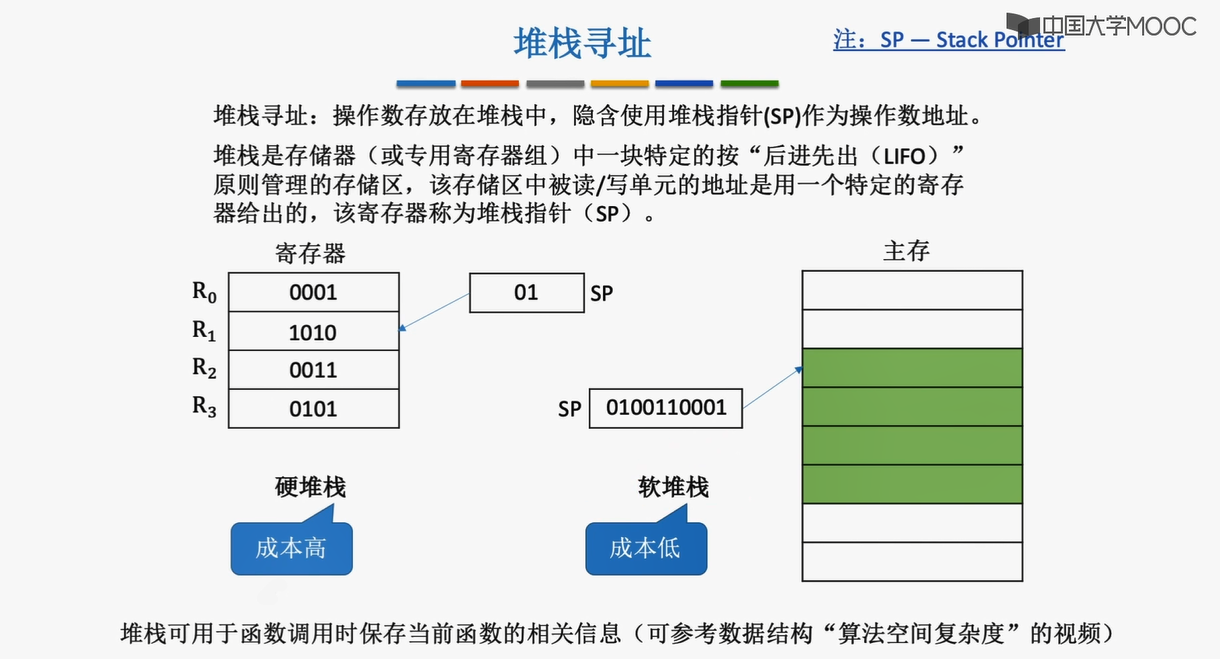 中国大学MOOC
堆栈寻址
注：SP — Stack Pointer
堆栈寻址：操作数存放在堆栈中，隐含使用堆栈指针(SP)作为操作数地址。
堆栈是存储器（或专用寄存器组）中一块特定的按“后进先出（LIFO）”
原则管理的存储区，该存储区中被读/写单元的地址是用一个特定的寄存
器给出的，该寄存器称为堆栈指针（SP）。
寄存器
主存
R₀ 0001
01 SP
R₁ 1010
R₂ 0011
R₃ 0101
SP 0100110001
硬堆栈
软堆栈
成本高
成本低
堆栈可用于函数调用时保存当前函数的相关信息（可参考数据结构“算法空间复杂度”的视频）